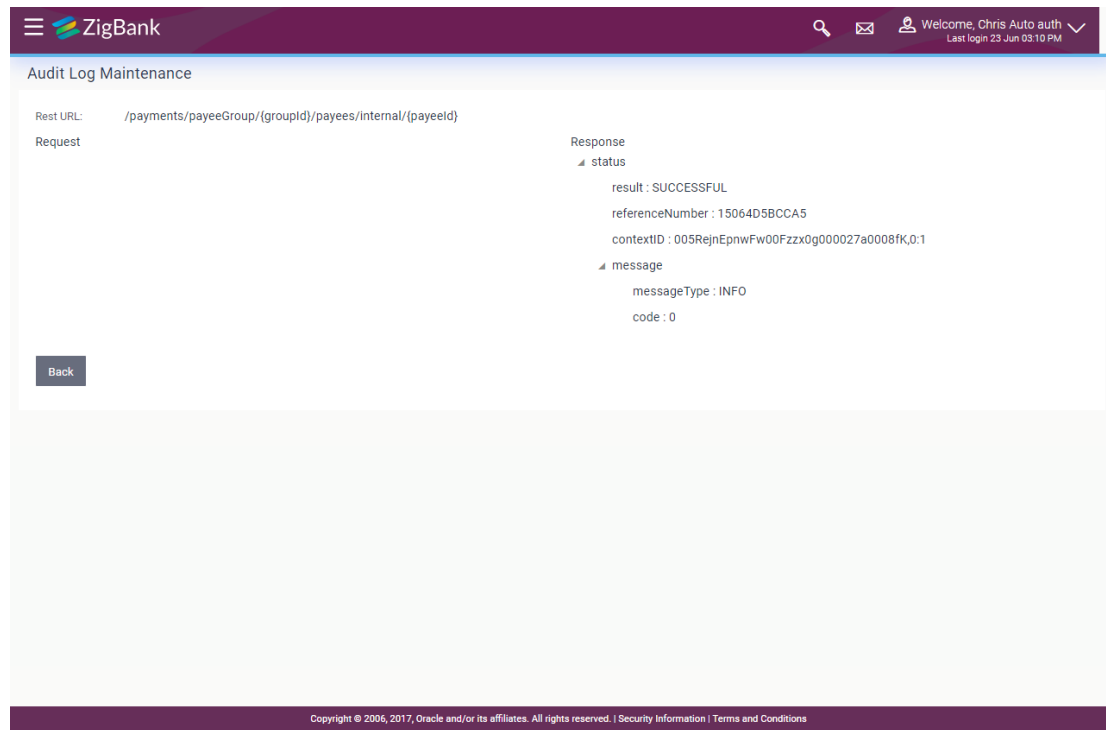 ZigBank
Welcome, Chris Auto auth
Last login 23 Jun 03:10 PM
Audit Log Maintenance
Rest URL: /payments/payeeGroup/{groupId}/payees/internal/{payeeId}
Request
Response
status
result : SUCCESSFUL
referenceNumber : 15064D5BCCA5
contextID : 005RejnEpnwFw00Fzzx0g000027a0008fK,0:1
message
messageType : INFO
code : 0
Back
Copyright © 2006, 2017, Oracle and/or its affiliates. All rights reserved. | Security Information | Terms and Conditions